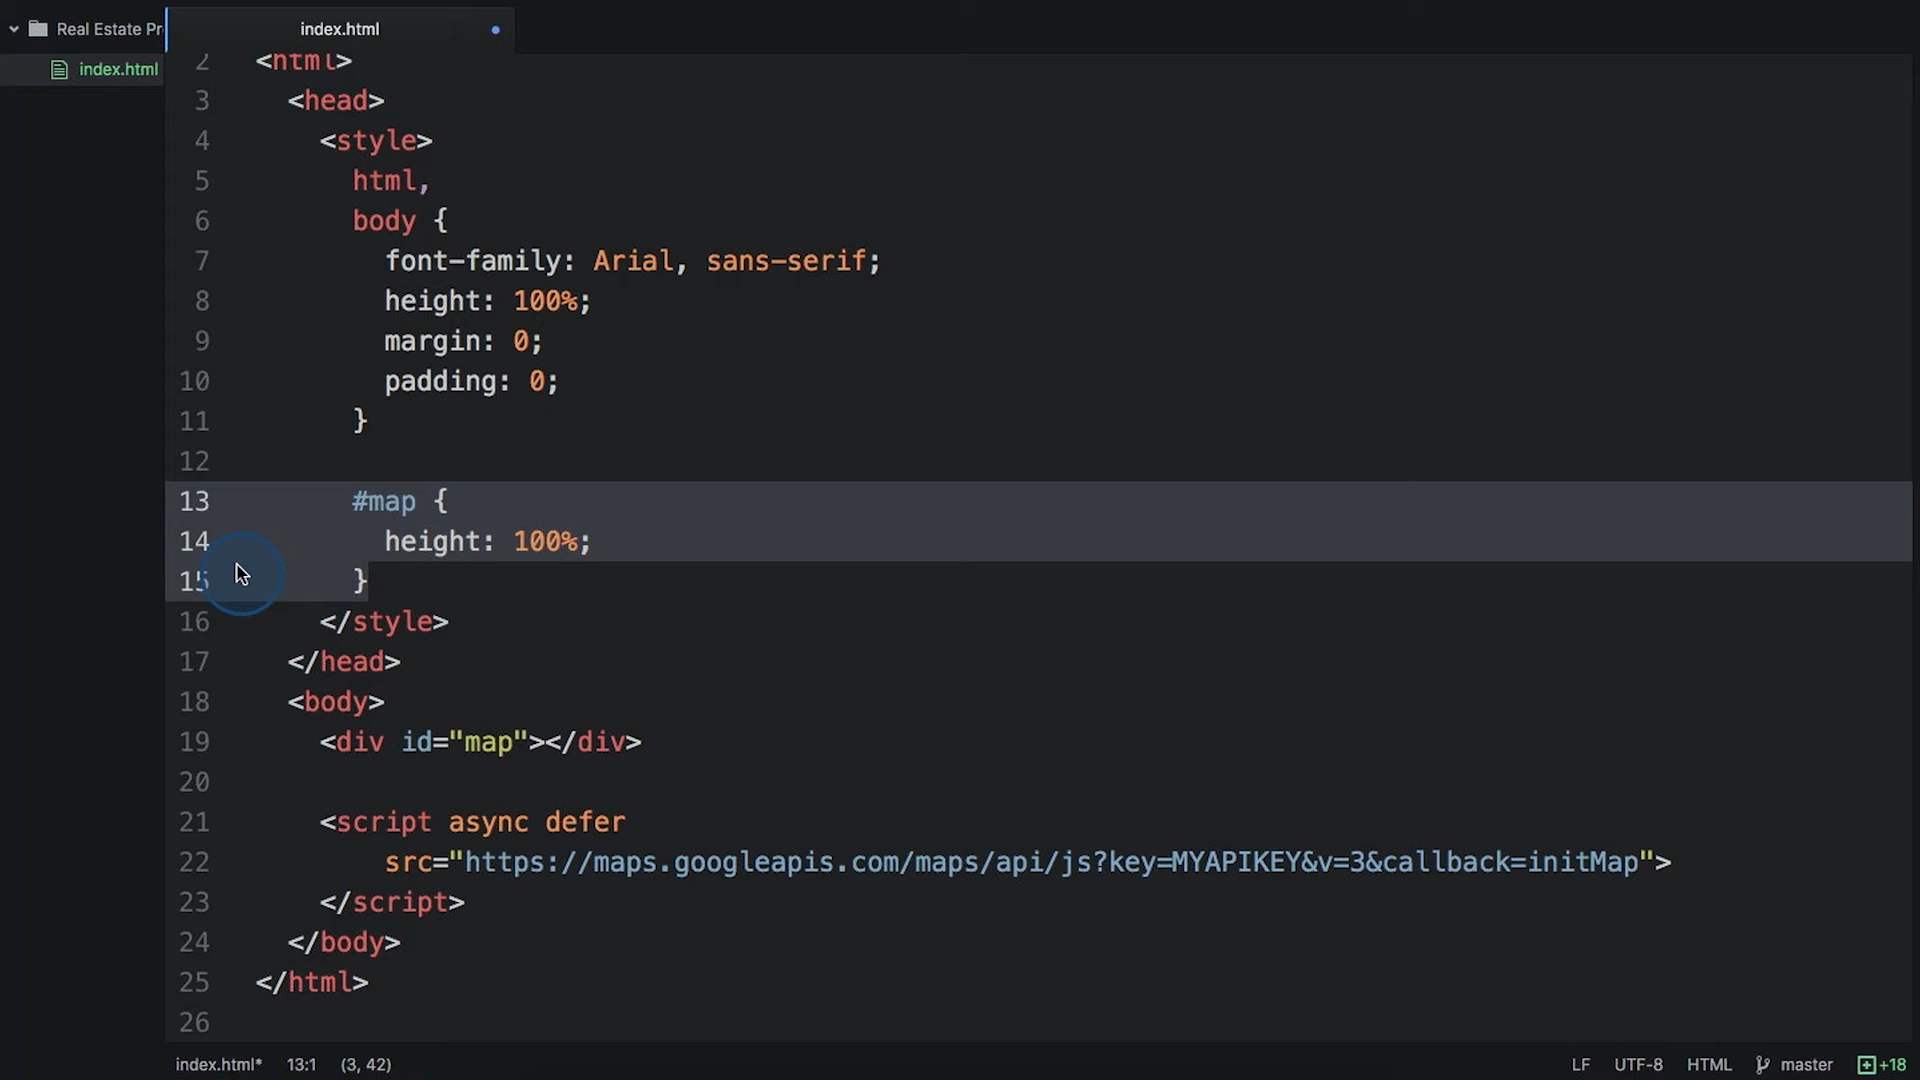 Real Estate Pr
index.html
index.html
2 <html>
3 <head>
4 <style>
5 html,
6 body {
7 font-family: Arial, sans-serif;
8 height: 100%;
9 margin: 0;
10 padding: 0;
11 }
12
13 #map {
14 height: 100%;
15 }
16 </style>
17 </head>
18 <body>
19 <div id="map"></div>
20
21 <script async defer
22 src="https://maps.googleapis.com/maps/api/js?key=MYAPIKEY&v=3&callback=initMap">
23 </script>
24 </body>
25 </html>
26
index.html* 13:1 (3, 42) LF UTF-8 HTML master +18